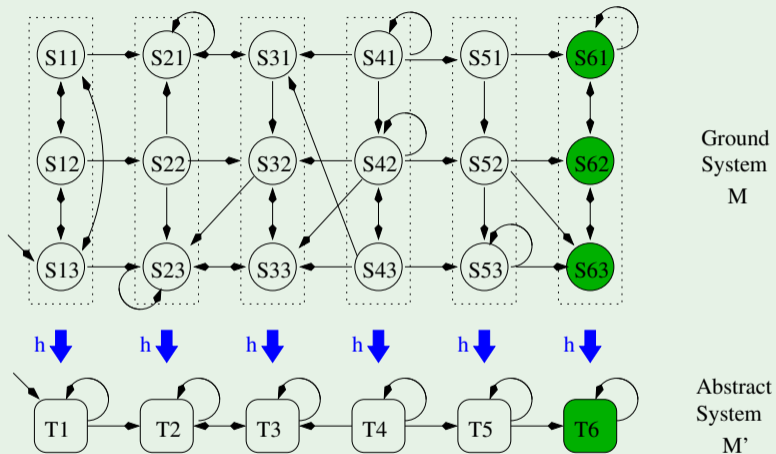 S11 S21 S31 S41 S51 S61
S12 S22 S32 S42 S52 S62
Ground
System
M
S13 S23 S33 S43 S53 S63
h h h h h h
T1 T2 T3 T4 T5 T6
Abstract
System
M'